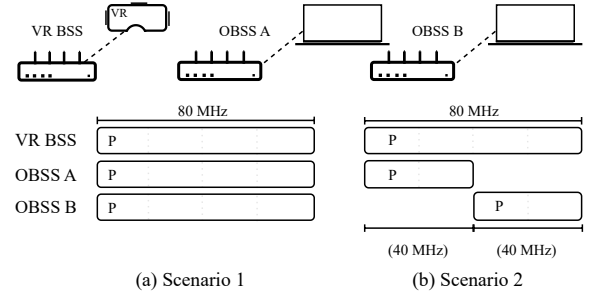 VR BSS
VR
OBSS A
OBSS B
80 MHz
80 MHz
VR BSS P P
OBSS A P P
OBSS B P P
(40 MHz) (40 MHz)
(a) Scenario 1 (b) Scenario 2